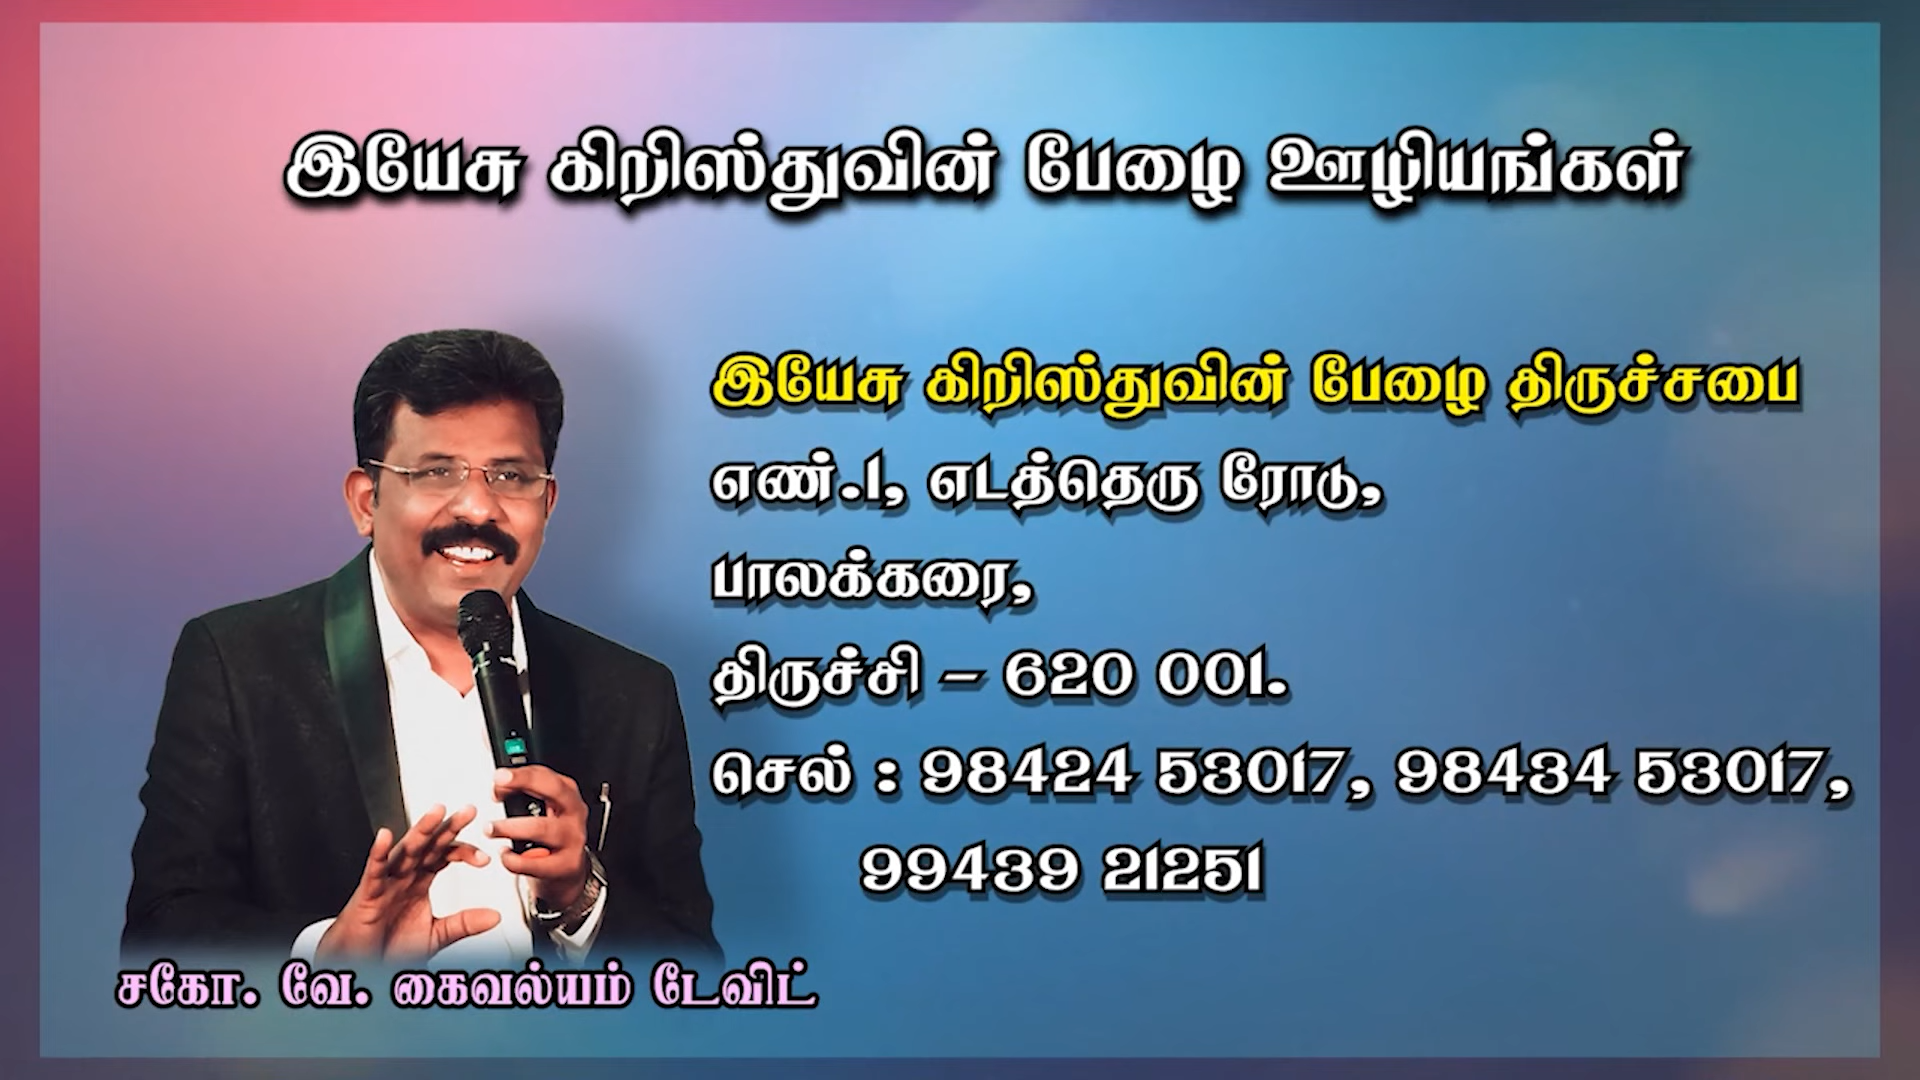 இயேசு கிறிஸ்துவின் பேழை ஊழியங்கள்
இயேசு கிறிஸ்துவின் பேழை திருச்சபை
எண்.1, எடத்தெரு ரோடு,
பாலக்கரை,
திருச்சி – 620 001.
செல் : 98424 53017, 98434 53017,
99439 21251
சகோ. வே. கைவல்யம் டேவிட்